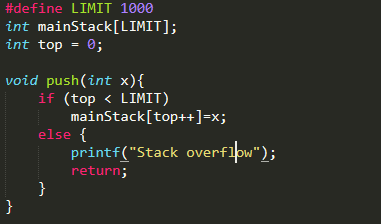 #define LIMIT 1000
int mainStack[LIMIT];
int top = 0;

void push(int x){
    if (top < LIMIT)
        mainStack[top++]=x;
    else {
        printf("Stack overflow");
        return;
    }
}